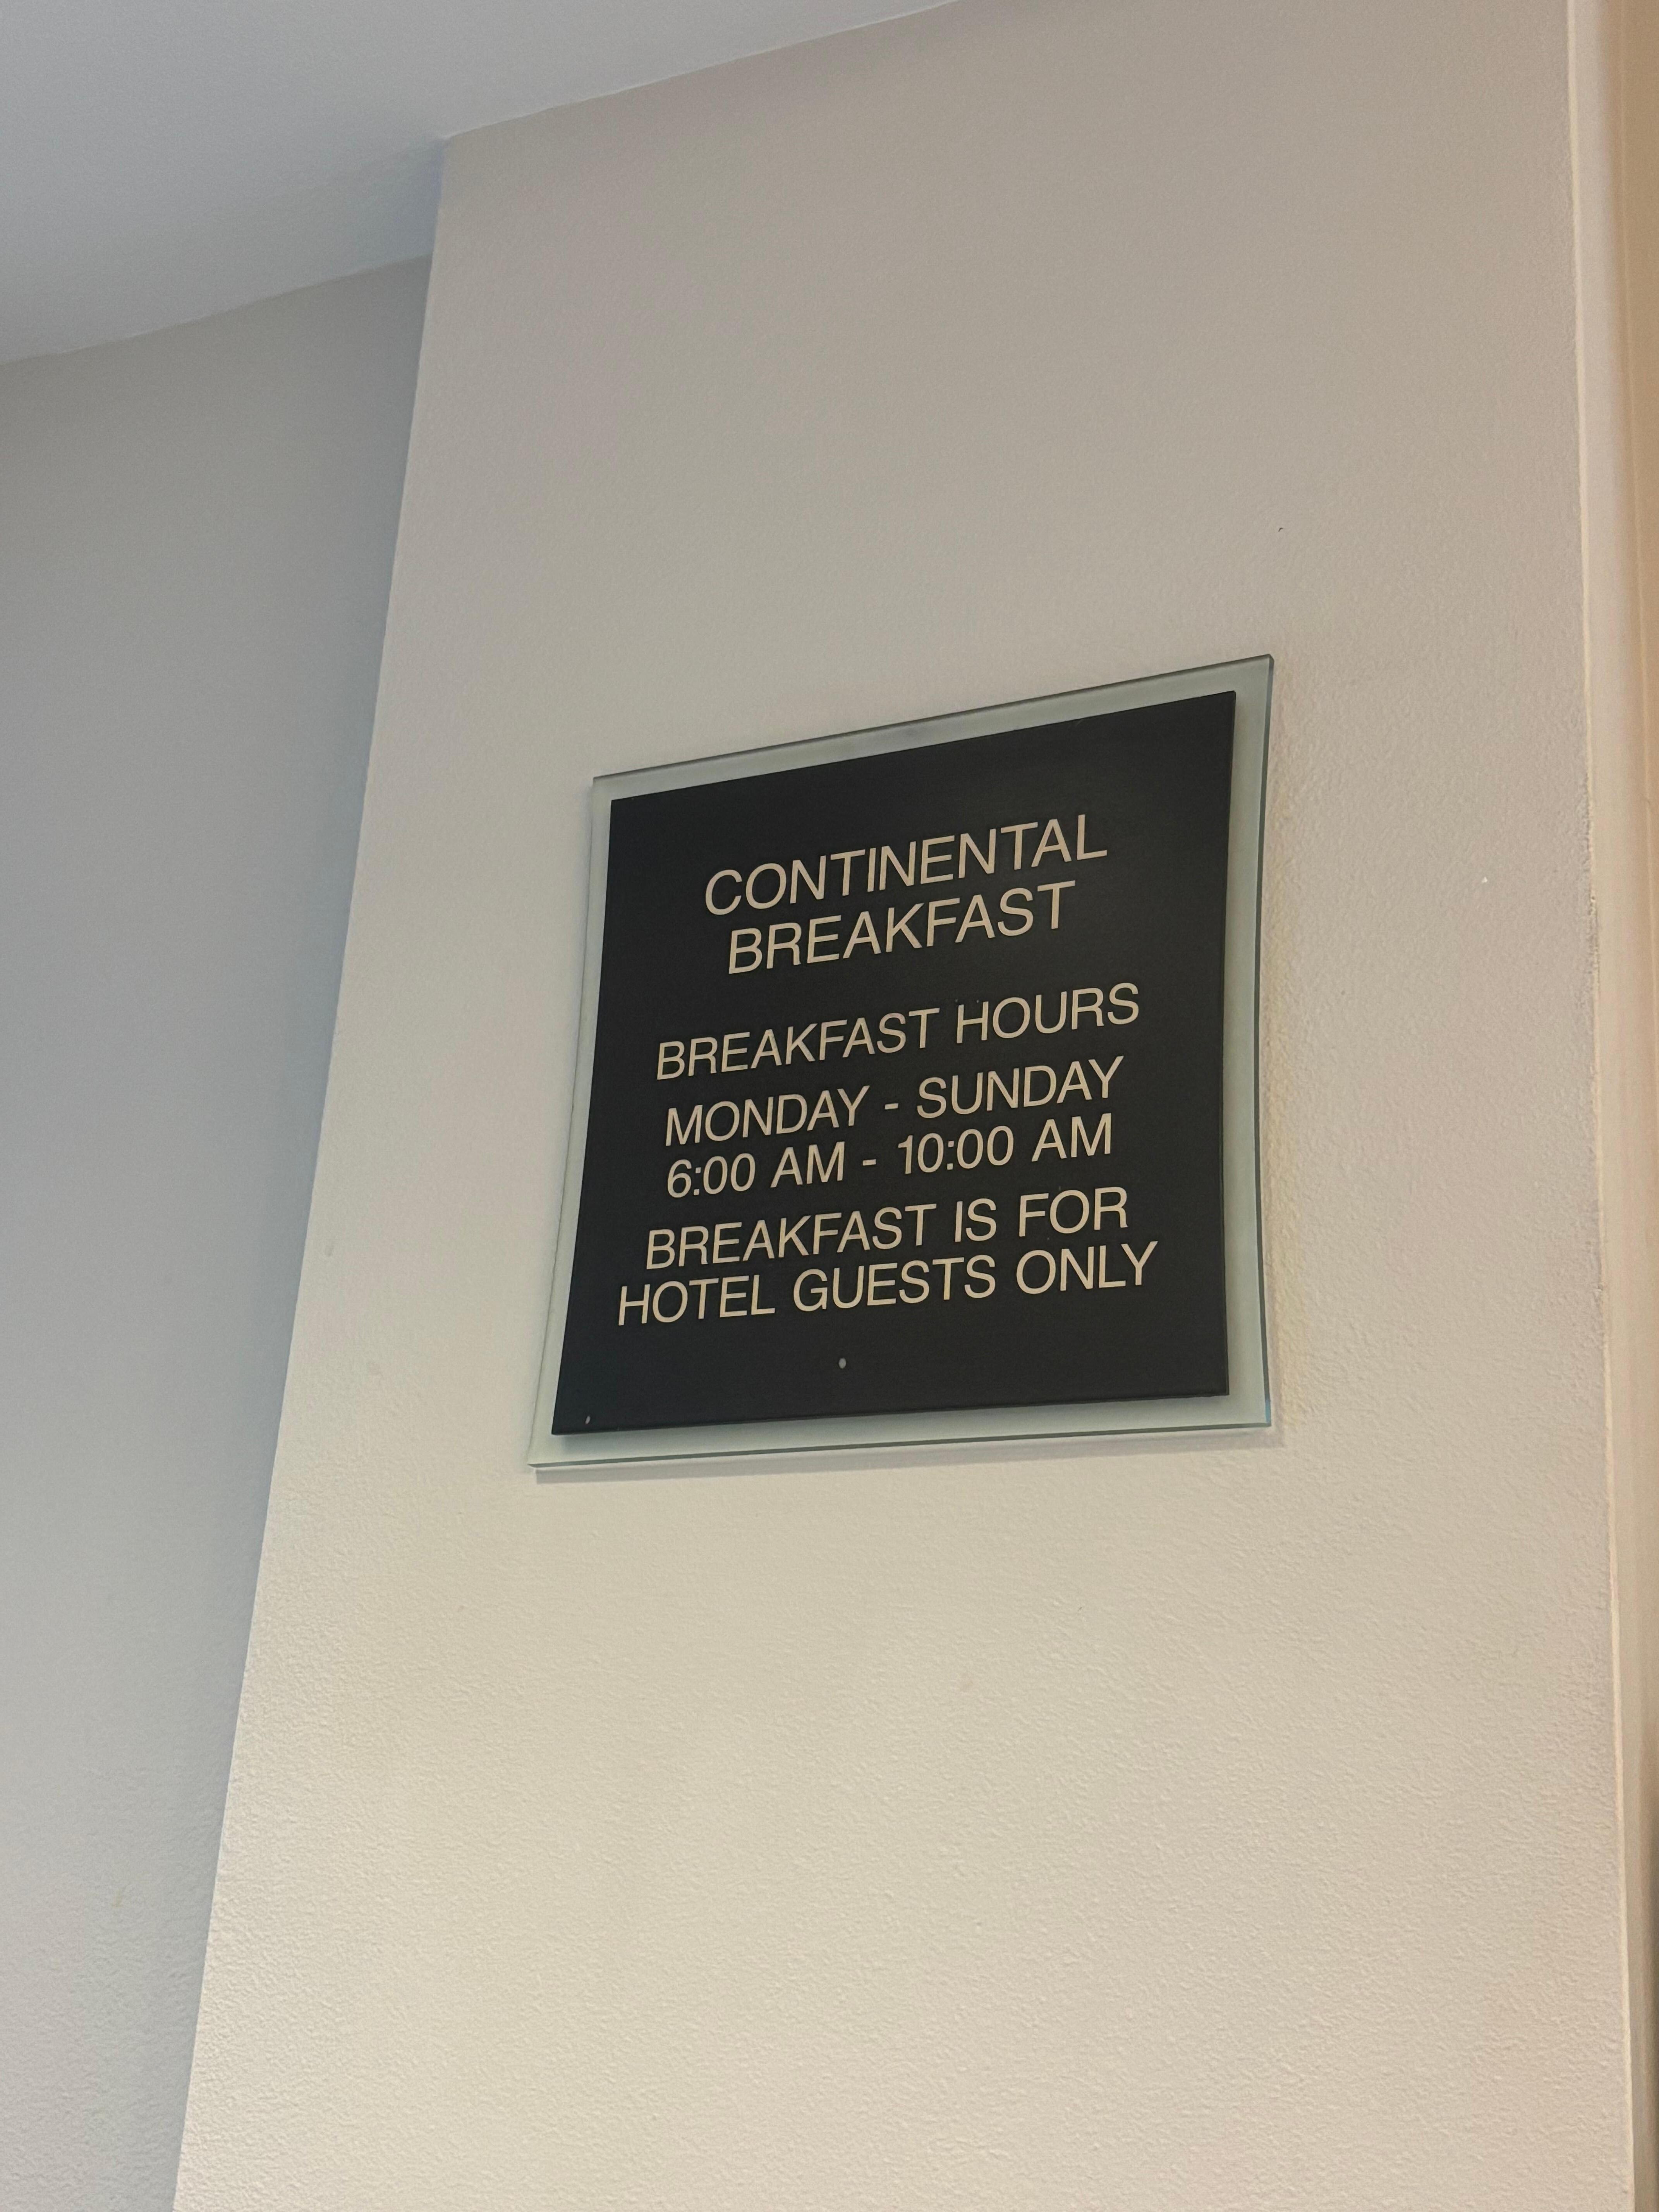 CONTINENTAL
BREAKFAST
BREAKFAST HOURS
MONDAY - SUNDAY
6:00 AM - 10:00 AM
BREAKFAST IS FOR
HOTEL GUESTS ONLY